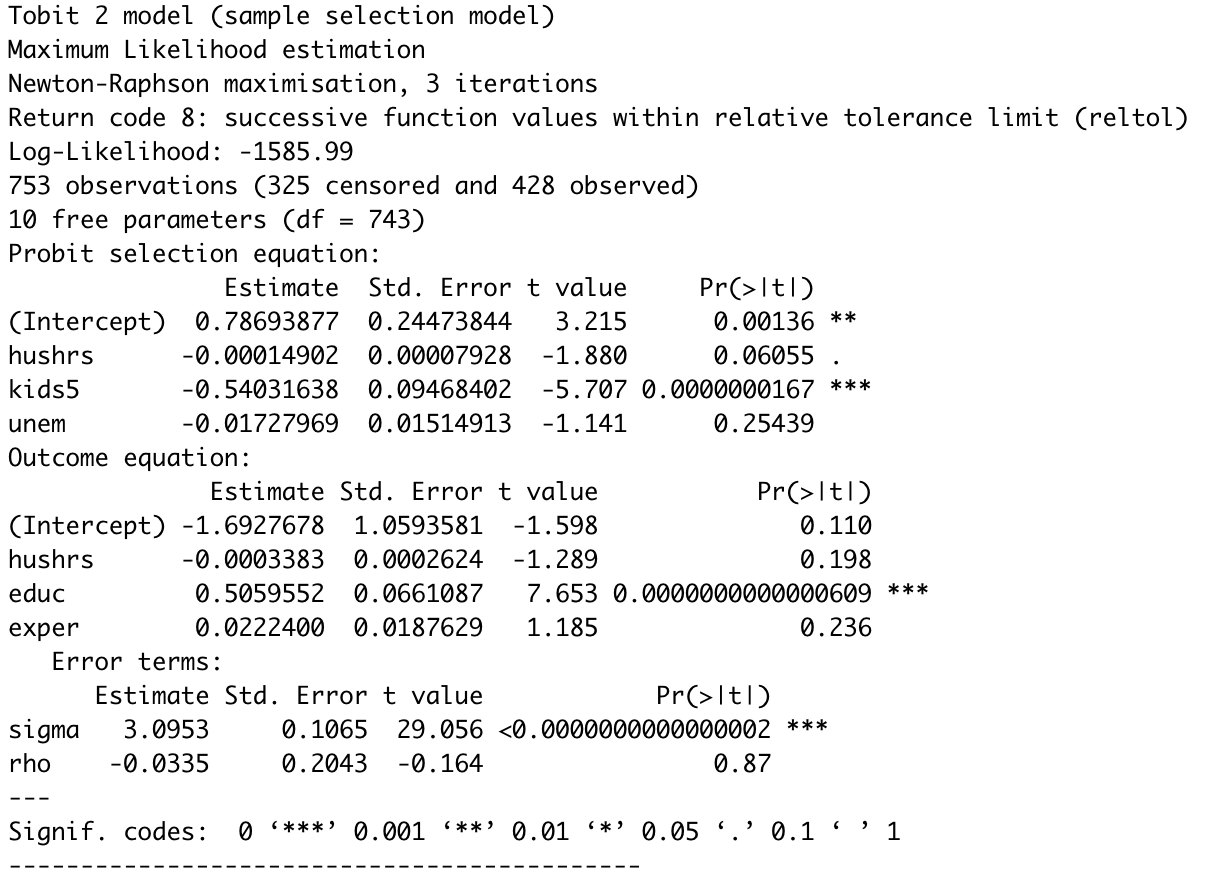 Tobit 2 model (sample selection model)
Maximum Likelihood estimation
Newton-Raphson maximisation, 3 iterations
Return code 8: successive function values within relative tolerance limit (reltol)
Log-Likelihood: -1585.99
753 observations (325 censored and 428 observed)
10 free parameters (df = 743)
Probit selection equation:
               Estimate  Std. Error t value     Pr(>|t|)
(Intercept)  0.78693877  0.24473844   3.215      0.00136 **
hushrs      -0.00014902  0.00007928  -1.880      0.06055 .
kids5       -0.54031638  0.09468402  -5.707 0.0000000167 ***
unem        -0.01727969  0.01514913  -1.141      0.25439
Outcome equation:
              Estimate Std. Error t value           Pr(>|t|)
(Intercept) -1.6927678  1.0593581  -1.598              0.110
hushrs      -0.0003383  0.0002624  -1.289              0.198
educ         0.5059552  0.0661087   7.653 0.0000000000000609 ***
exper        0.0222400  0.0187629   1.185              0.236
   Error terms:
      Estimate Std. Error t value            Pr(>|t|)
sigma   3.0953     0.1065  29.056 <0.0000000000000002 ***
rho    -0.0335     0.2043  -0.164                0.87
---
Signif. codes:  0 ‘***’ 0.001 ‘**’ 0.01 ‘*’ 0.05 ‘.’ 0.1 ‘ ’ 1
--------------------------------------------